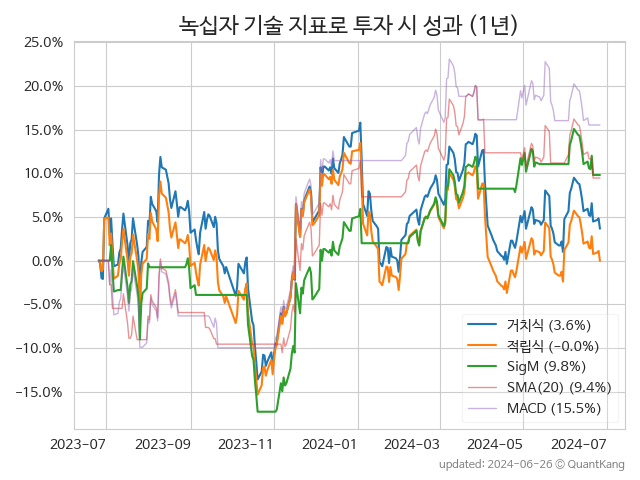 녹십자 기술 지표로 투자 시 성과 (1년)
25.0%
20.0%
15.0%
10.0%
5.0%
0.0%
−5.0%
−10.0%
−15.0%
거치식 (3.6%)
적립식 (−0.0%)
SigM (9.8%)
SMA(20) (9.4%)
MACD (15.5%)
2023-07 2023-09 2023-11 2024-01 2024-03 2024-05 2024-07
updated: 2024-06-26 © QuantKang